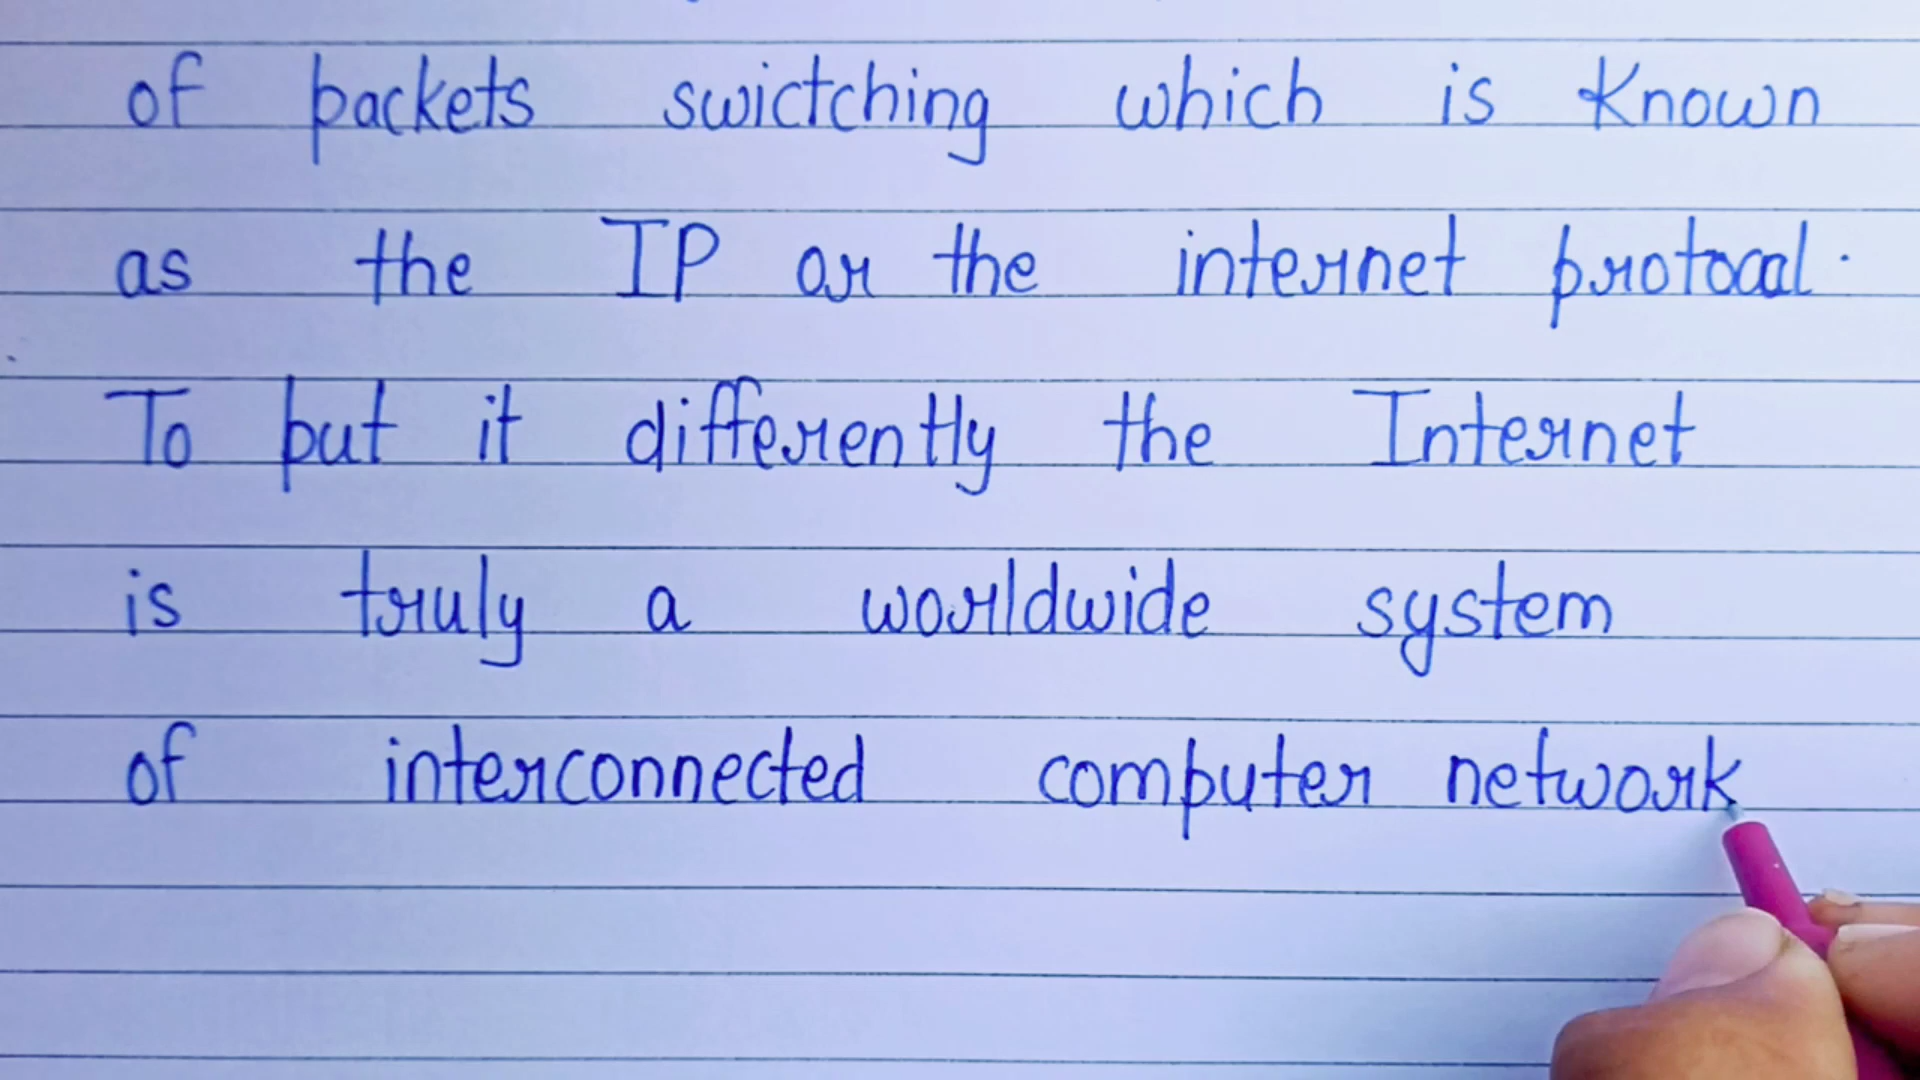 of packets swictching which is Known
as the IP or the internet protocal.
To put it differently the Internet
is truly a worldwide system
of interconnected computer network